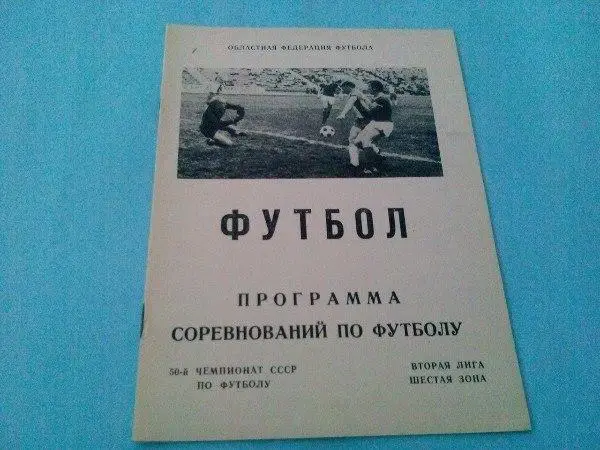 ОБЛАСТНАЯ ФЕДЕРАЦИЯ ФУТБОЛА
ФУТБОЛ
ПРОГРАММА
СОРЕВНОВАНИЙ ПО ФУТБОЛУ
50-й ЧЕМПИОНАТ СССР
ПО ФУТБОЛУ
ВТОРАЯ ЛИГА
ШЕСТАЯ ЗОНА